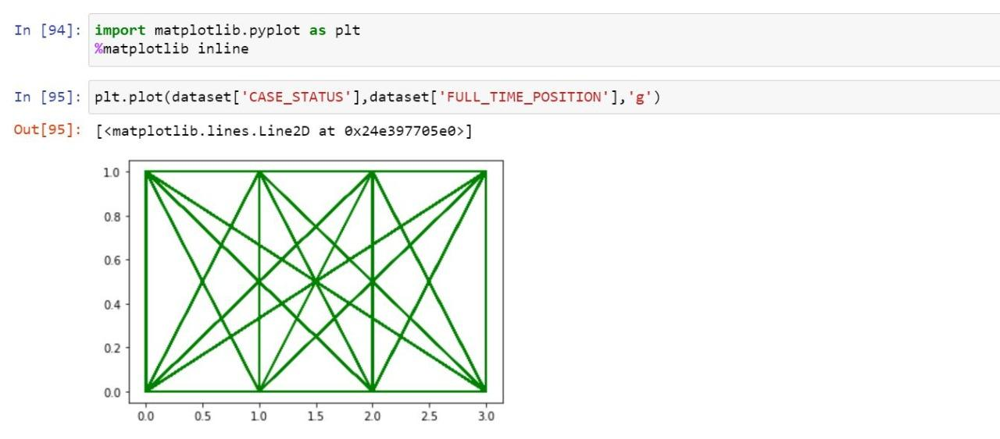 In [94]: import matplotlib.pyplot as plt
%matplotlib inline
In [95]: plt.plot(dataset['CASE_STATUS'],dataset['FULL_TIME_POSITION'],'g')
Out[95]: [<matplotlib.lines.Line2D at 0x24e397705e0>]
1.0
0.8
0.6
0.4
0.2
0.0
0.0 0.5 1.0 1.5 2.0 2.5 3.0